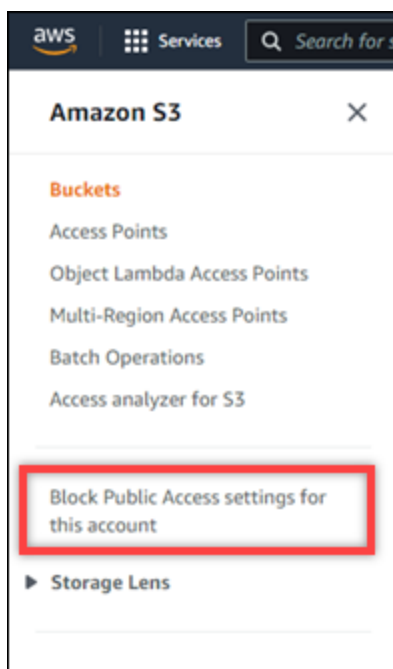 aws Services Search for s
Amazon S3
Buckets
Access Points
Object Lambda Access Points
Multi-Region Access Points
Batch Operations
Access analyzer for S3
Block Public Access settings for
this account
Storage Lens